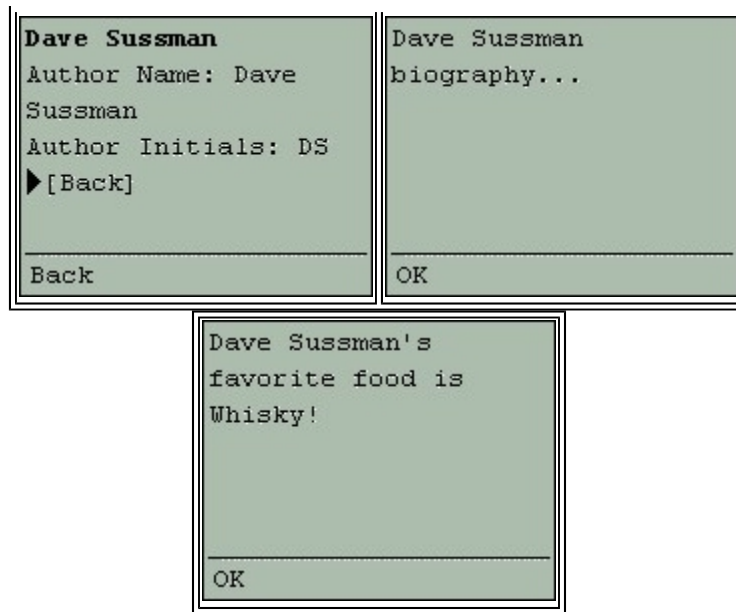 Dave Sussman
Author Name: Dave
Sussman
Author Initials: DS
[Back]
Back
Dave Sussman
biography...
OK
Dave Sussman's
favorite food is
Whisky!
OK